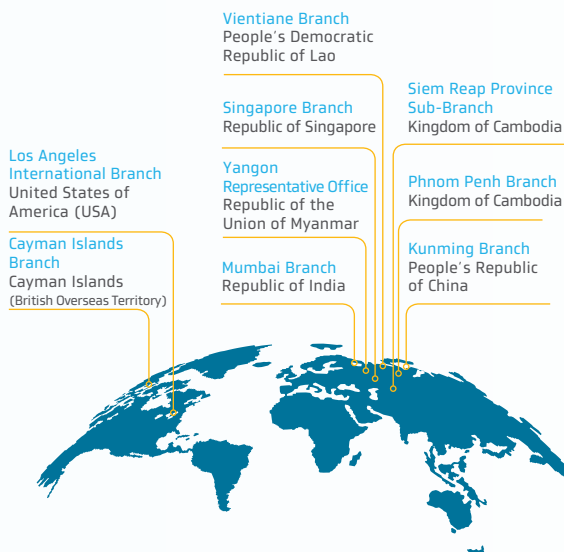 Vientiane Branch
People's Democratic
Republic of Lao
Singapore Branch
Republic of Singapore
Yangon
Representative Office
Republic of the
Union of Myanmar
Mumbai Branch
Republic of India
Siem Reap Province
Sub-Branch
Kingdom of Cambodia
Phnom Penh Branch
Kingdom of Cambodia
Kunming Branch
People's Republic
of China
Los Angeles
International Branch
United States of
America (USA)
Cayman Islands
Branch
Cayman Islands
(British Overseas Territory)